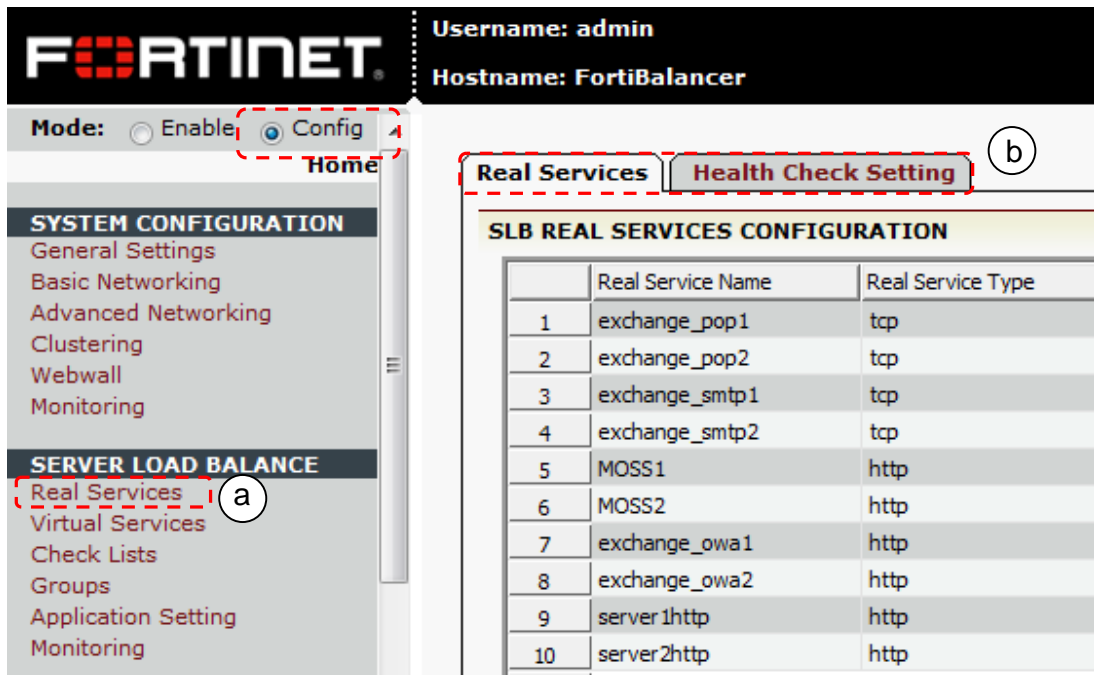 FORTINET®
Username: admin
Hostname: FortiBalancer
Mode: Enable Config
Home
SYSTEM CONFIGURATION
General Settings
Basic Networking
Advanced Networking
Clustering
Webwall
Monitoring
SERVER LOAD BALANCE
Real Services
a
Virtual Services
Check Lists
Groups
Application Setting
Monitoring
Real Services Health Check Setting
b
SLB REAL SERVICES CONFIGURATION
Real Service Name Real Service Type
1 exchange_pop1 tcp
2 exchange_pop2 tcp
3 exchange_smtp1 tcp
4 exchange_smtp2 tcp
5 MOSS1 http
6 MOSS2 http
7 exchange_owa1 http
8 exchange_owa2 http
9 server1http http
10 server2http http